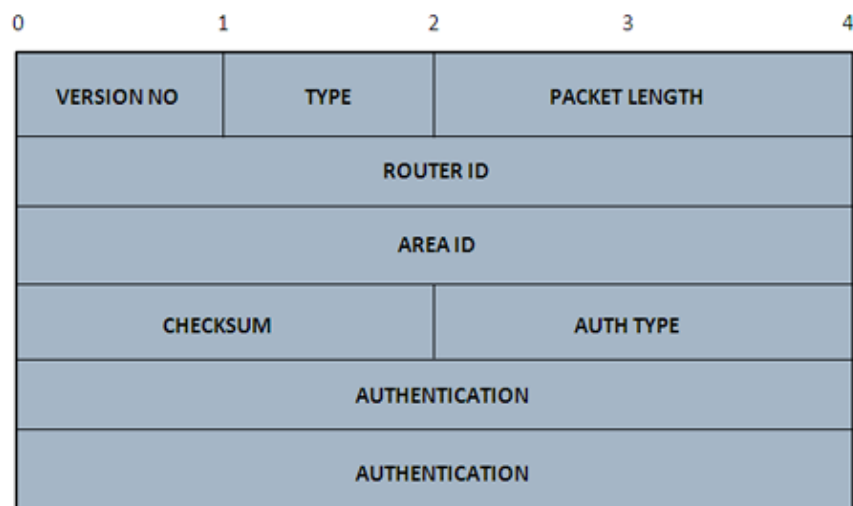 0 1 2 3 4
VERSION NO TYPE PACKET LENGTH
ROUTER ID
AREA ID
CHECKSUM AUTH TYPE
AUTHENTICATION
AUTHENTICATION